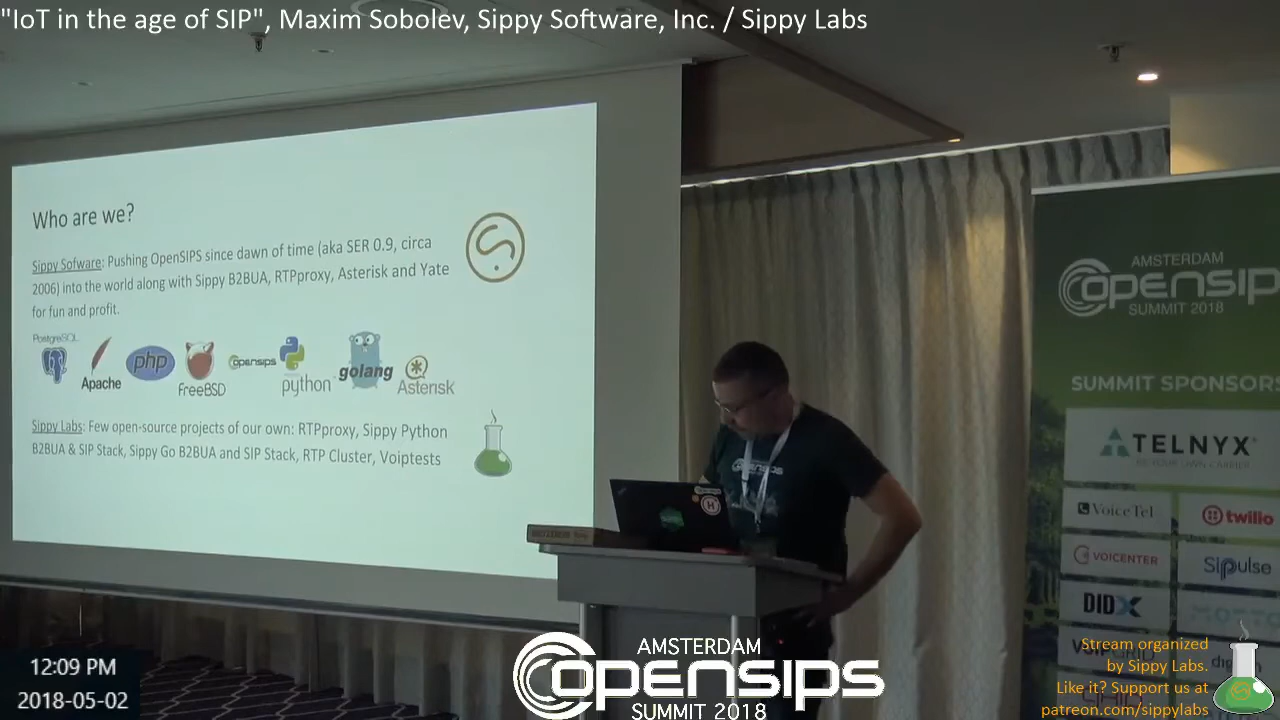 "IoT in the age of SIP", Maxim Sobolev, Sippy Software, Inc. / Sippy Labs
Who are we?
Sippy Sofware: Pushing OpenSIPS since dawn of time (aka SER 0.9, circa
2006) into the world along with Sippy B2BUA, RTPproxy, Asterisk and Yate
for fun and profit.
PostgreSQL
Apache
php
FreeBSD
opensips
python
golang
Asterisk
Sippy Labs: Few open-source projects of our own: RTPproxy, Sippy Python
B2BUA & SIP Stack, Sippy Go B2BUA and SIP Stack, RTP Cluster, Voiptests
AMSTERDAM
opensips
SUMMIT 2018
SUMMIT SPONSORS
TELNYX
VoiceTel
twilio
VOICENTER
Sipulse
DIDX
12:09 PM
2018-05-02
AMSTERDAM
opensips
SUMMIT 2018
Stream organized
by Sippy Labs.
Like it? Support us at
patreon.com/sippylabs